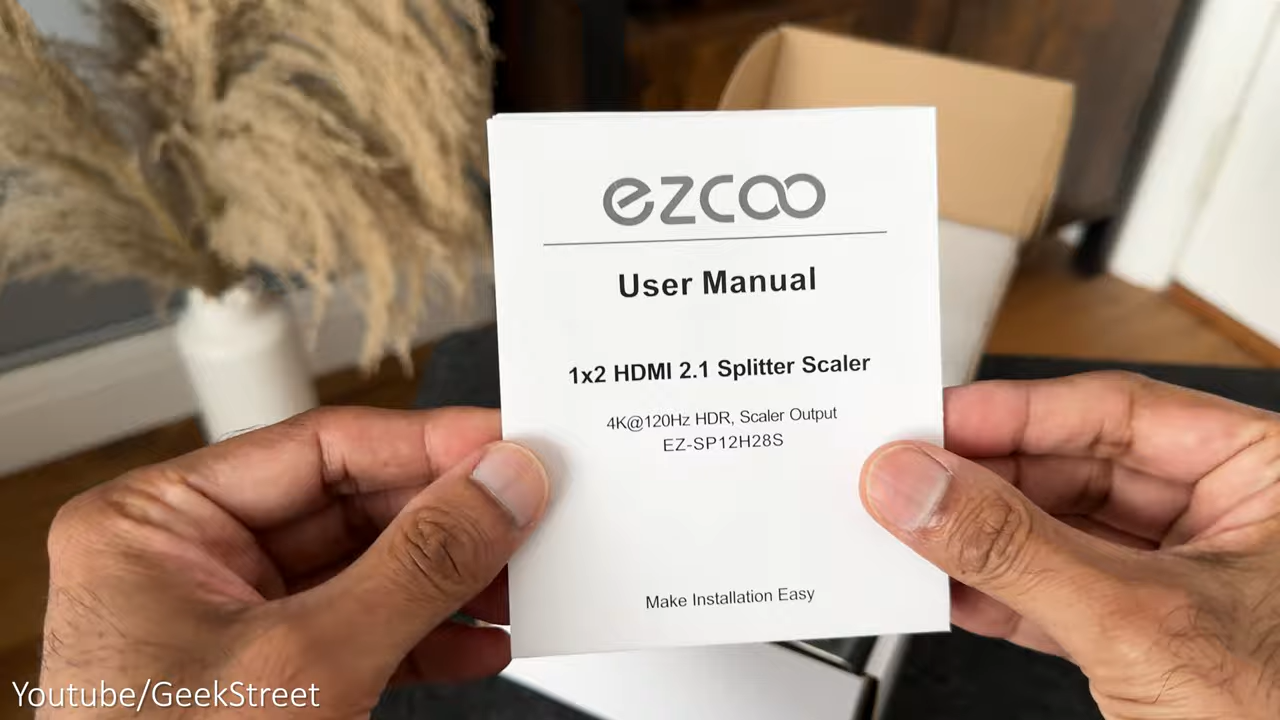 ezcoo
User Manual
1x2 HDMI 2.1 Splitter Scaler
4K@120Hz HDR, Scaler Output
EZ-SP12H28S
Make Installation Easy
Youtube/GeekStreet